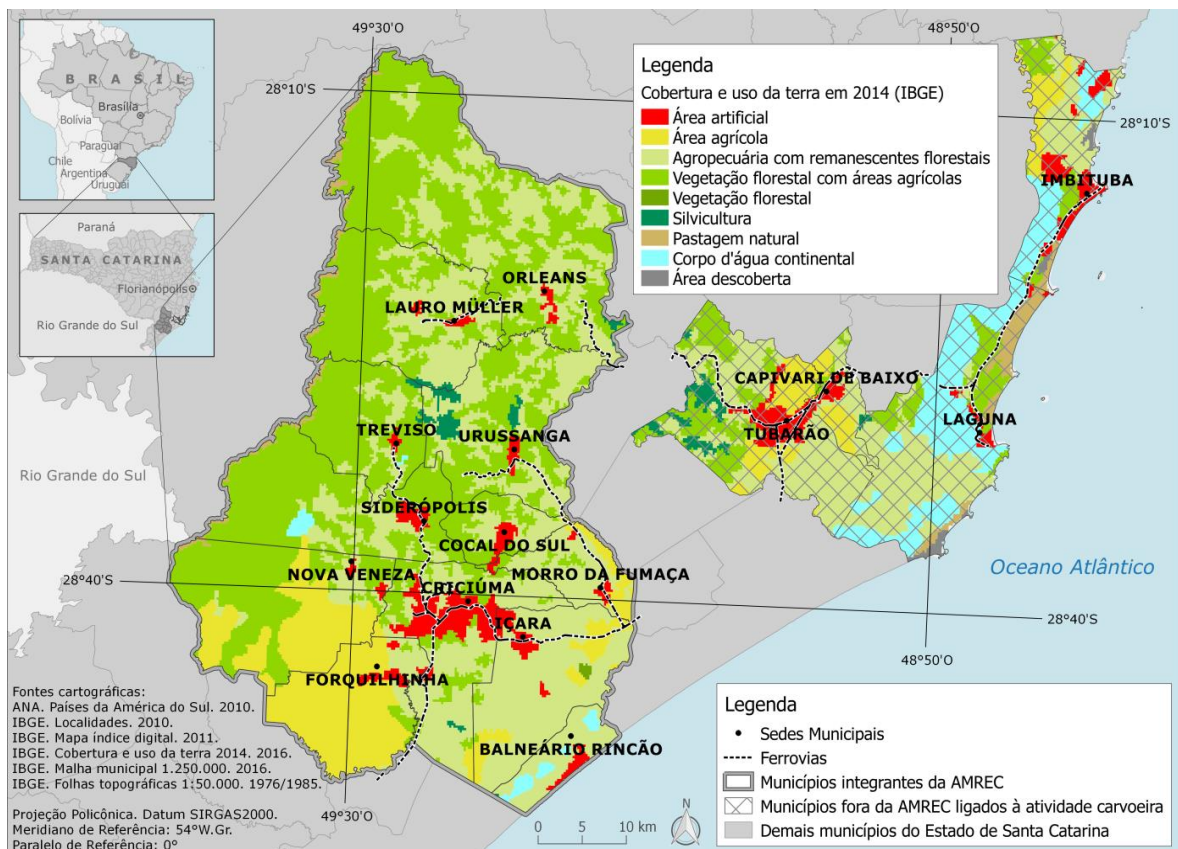 BRASIL
Brasília
Bolívia
Paraguai
Chile
Argentina
Uruguai
Paraná
SANTA CATARINA
Florianópolis
Rio Grande do Sul
49°30'O
48°50'O
28°10'S
28°10'S
Legenda
Cobertura e uso da terra em 2014 (IBGE)
Área artificial
Área agrícola
Agropecuária com remanescentes florestais
Vegetação florestal com áreas agrícolas
Vegetação florestal
Silvicultura
Pastagem natural
Corpo d'água continental
Área descoberta
IMBITUBA
ORLEANS
LAURO MÜLLER
CAPIVARI DE BAIXO
LAGUNA
TUBARÃO
TREVISO
URUSSANGA
Rio Grande do Sul
SIDERÓPOLIS
COCAL DO SUL
NOVA VENEZA
MORRO DA FUMAÇA
CRICIÚMA
IÇARA
FORQUILHINHA
BALNEÁRIO RINCÃO
Oceano Atlântico
28°40'S
28°40'S
48°50'O
49°30'O
Fontes cartográficas:
ANA. Países da América do Sul. 2010.
IBGE. Localidades. 2010.
IBGE. Mapa índice digital. 2011.
IBGE. Cobertura e uso da terra 2014. 2016.
IBGE. Malha municipal 1.250.000. 2016.
IBGE. Folhas topográficas 1:50.000. 1976/1985.
Projeção Policônica. Datum SIRGAS2000.
Meridiano de Referência: 54°W.Gr.
Paralelo de Referência: 0°
0 5 10 km
N
Legenda
Sedes Municipais
Ferrovias
Municípios integrantes da AMREC
Municípios fora da AMREC ligados à atividade carvoeira
Demais municípios do Estado de Santa Catarina